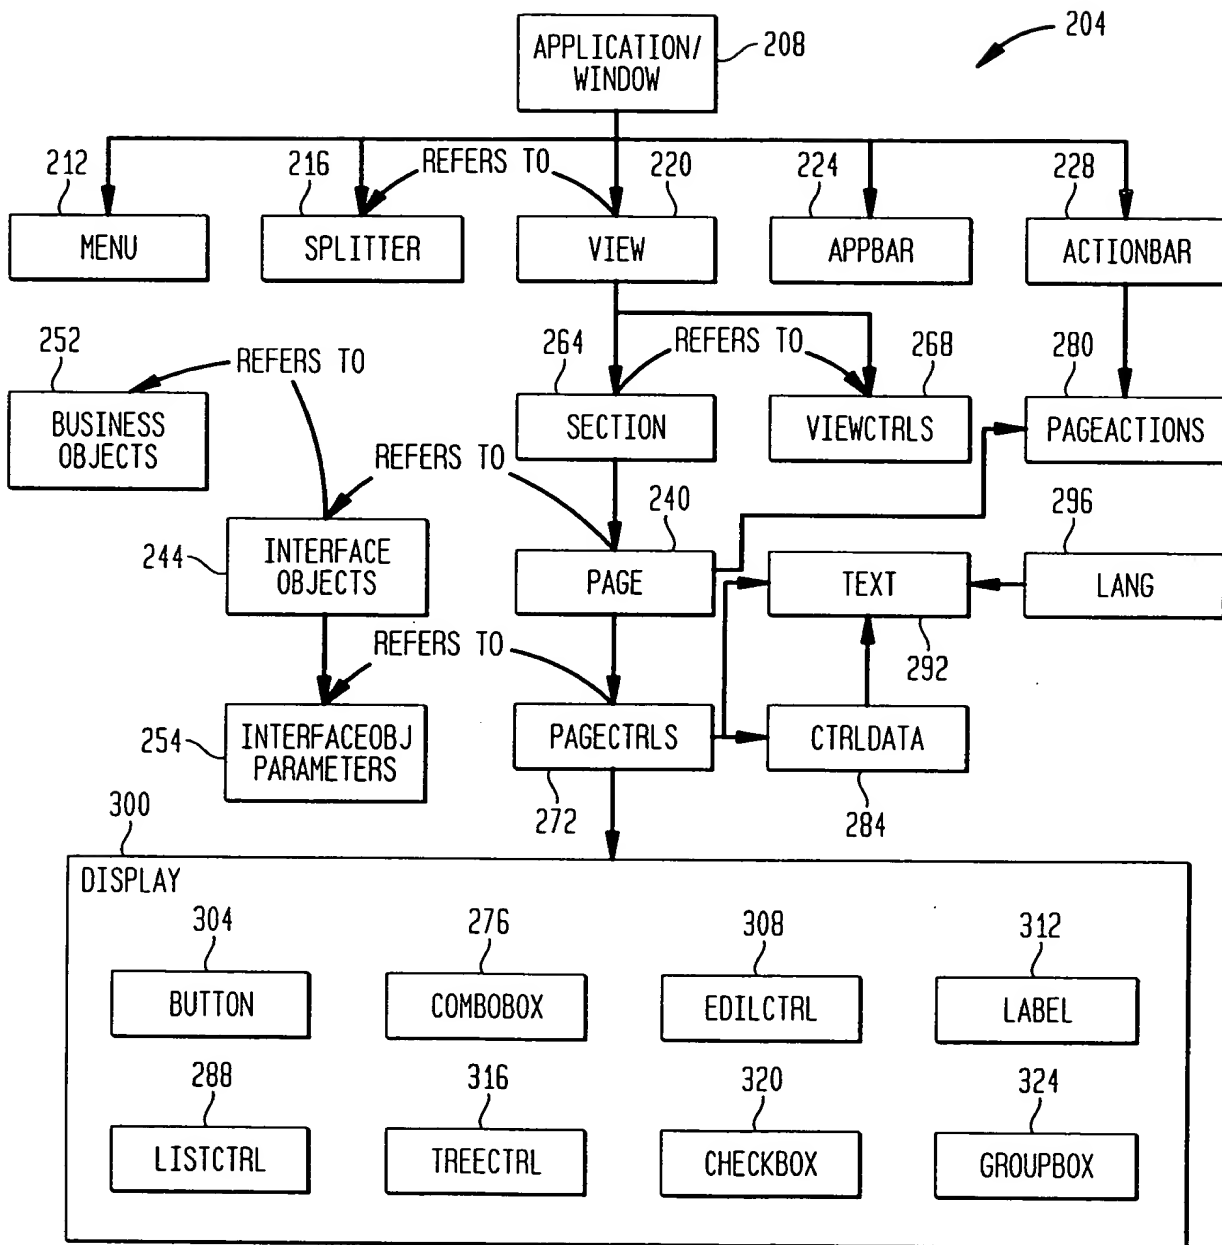 APPLICATION/
WINDOW
208
204
212
216
REFERS TO
220
224
228
MENU
SPLITTER
VIEW
APPBAR
ACTIONBAR
252
REFERS TO
264
REFERS TO
268
280
BUSINESS
OBJECTS
SECTION
VIEWCTRLS
PAGEACTIONS
REFERS TO
240
296
244
INTERFACE
OBJECTS
PAGE
TEXT
LANG
REFERS TO
292
254
INTERFACEOBJ
PARAMETERS
PAGECTRLS
CTRLDATA
272
284
300
DISPLAY
304
276
308
312
BUTTON
COMBOBOX
EDILCTRL
LABEL
288
316
320
324
LISTCTRL
TREECTRL
CHECKBOX
GROUPBOX